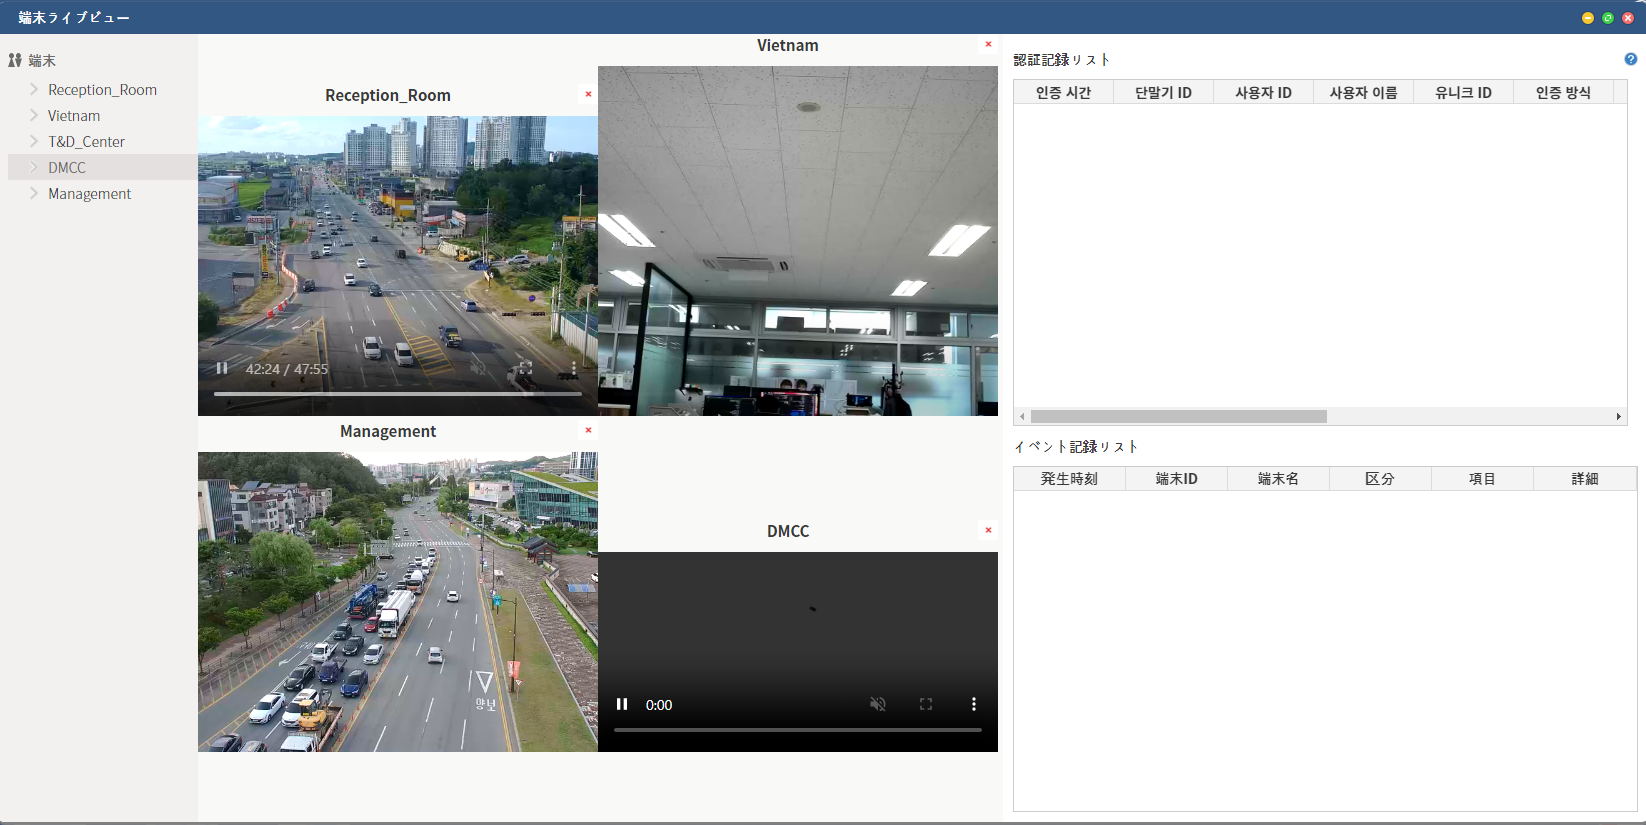 端末ライブビュー
端末
Reception_Room
Vietnam
T&D_Center
DMCC
Management
Reception_Room
42:24 / 47:55
Vietnam
Management
양보
DMCC
0:00
認証記録リスト
인증 시간 단말기 ID 사용자 ID 사용자 이름 유니크 ID 인증 방식
イベント記録リスト
発生時刻 端末ID 端末名 区分 項目 詳細